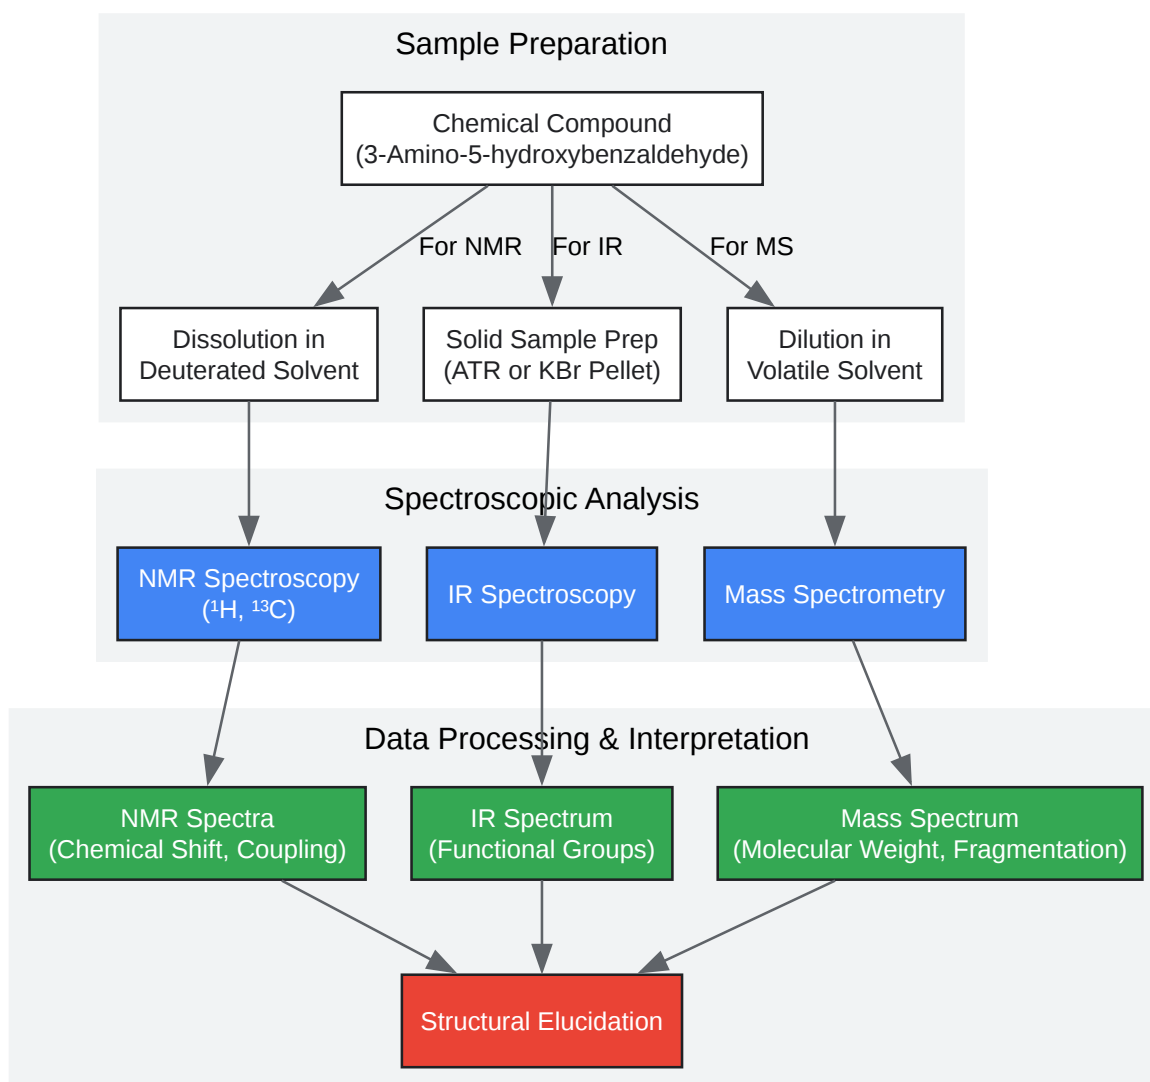 Sample Preparation
Chemical Compound
(3-Amino-5-hydroxybenzaldehyde)
For NMR
For IR
For MS
Dissolution in
Deuterated Solvent
Solid Sample Prep
(ATR or KBr Pellet)
Dilution in
Volatile Solvent
Spectroscopic Analysis
NMR Spectroscopy
(¹H, ¹³C)
IR Spectroscopy
Mass Spectrometry
Data Processing & Interpretation
NMR Spectra
(Chemical Shift, Coupling)
IR Spectrum
(Functional Groups)
Mass Spectrum
(Molecular Weight, Fragmentation)
Structural Elucidation